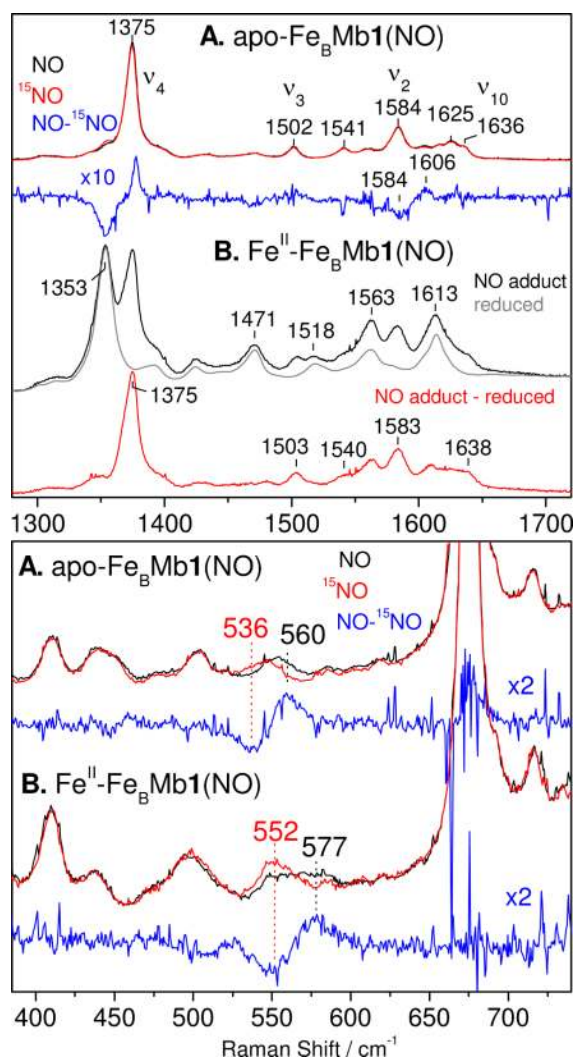 1375
A. apo-FeBMb1(NO)
NO
15NO
NO-15NO
ν4
ν3
ν2
ν10
1502
1541
1584
1625
1636
x10
1584
1606
B. FeII-FeBMb1(NO)
1353
1471
1518
1563
1613
NO adduct
reduced
NO adduct - reduced
1375
1503
1540
1583
1638
1300
1400
1500
1600
1700
A. apo-FeBMb1(NO)
NO
15NO
NO-15NO
536
560
x2
B. FeII-FeBMb1(NO)
552
577
x2
400
450
500
550
600
650
700
Raman Shift / cm-1